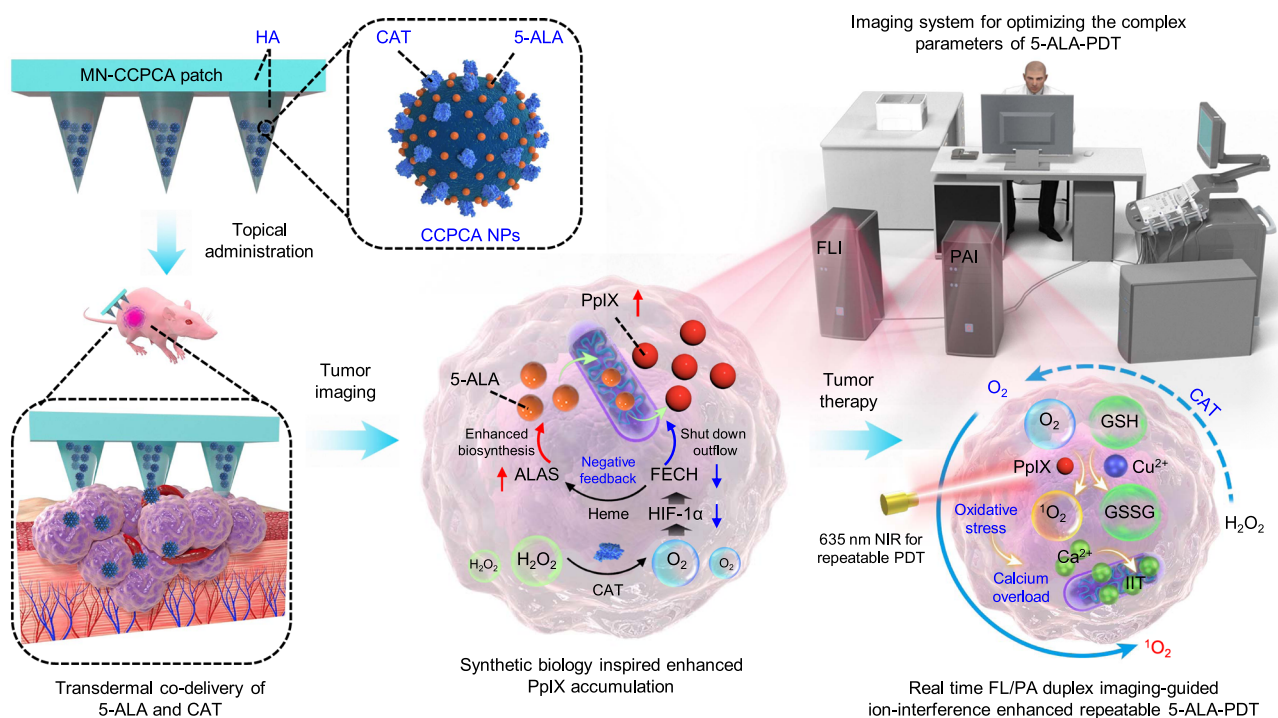 HA
MN-CCPCA patch
CAT
5-ALA
CCPCA NPs
Topical
administration
Transdermal co-delivery of
5-ALA and CAT
Tumor
imaging
PpIX
5-ALA
Enhanced
biosynthesis
Shut down
outflow
ALAS
Negative
feedback
FECH
Heme
HIF-1α
H₂O₂
H₂O₂
CAT
O₂
O₂
Synthetic biology inspired enhanced
PpIX accumulation
Imaging system for optimizing the complex
parameters of 5-ALA-PDT
FLI
PAI
Tumor
therapy
O₂
CAT
O₂
GSH
PpIX
Cu²⁺
Oxidative
stress
¹O₂
GSSG
H₂O₂
635 nm NIR for
repeatable PDT
Ca²⁺
IIT
Calcium
overload
¹O₂
Real time FL/PA duplex imaging-guided
ion-interference enhanced repeatable 5-ALA-PDT